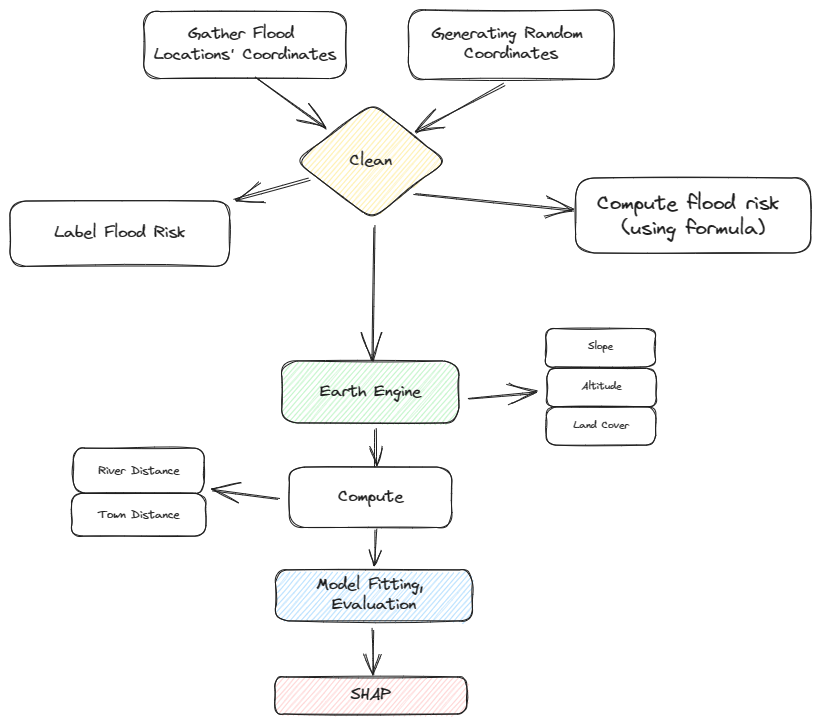 Gather Flood
Locations' Coordinates
Generating Random
Coordinates
Clean
Label Flood Risk
Compute flood risk
(using formula)
Earth Engine
Slope
Altitude
Land Cover
River Distance
Town Distance
Compute
Model Fitting,
Evaluation
SHAP